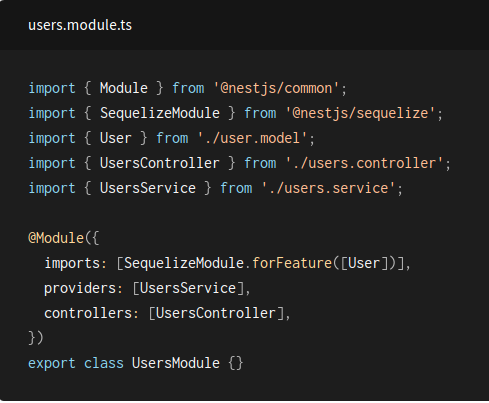 users.module.ts
import { Module } from '@nestjs/common';
import { SequelizeModule } from '@nestjs/sequelize';
import { User } from './user.model';
import { UsersController } from './users.controller';
import { UsersService } from './users.service';
@Module({
  imports: [SequelizeModule.forFeature([User])],
  providers: [UsersService],
  controllers: [UsersController],
})
export class UsersModule {}